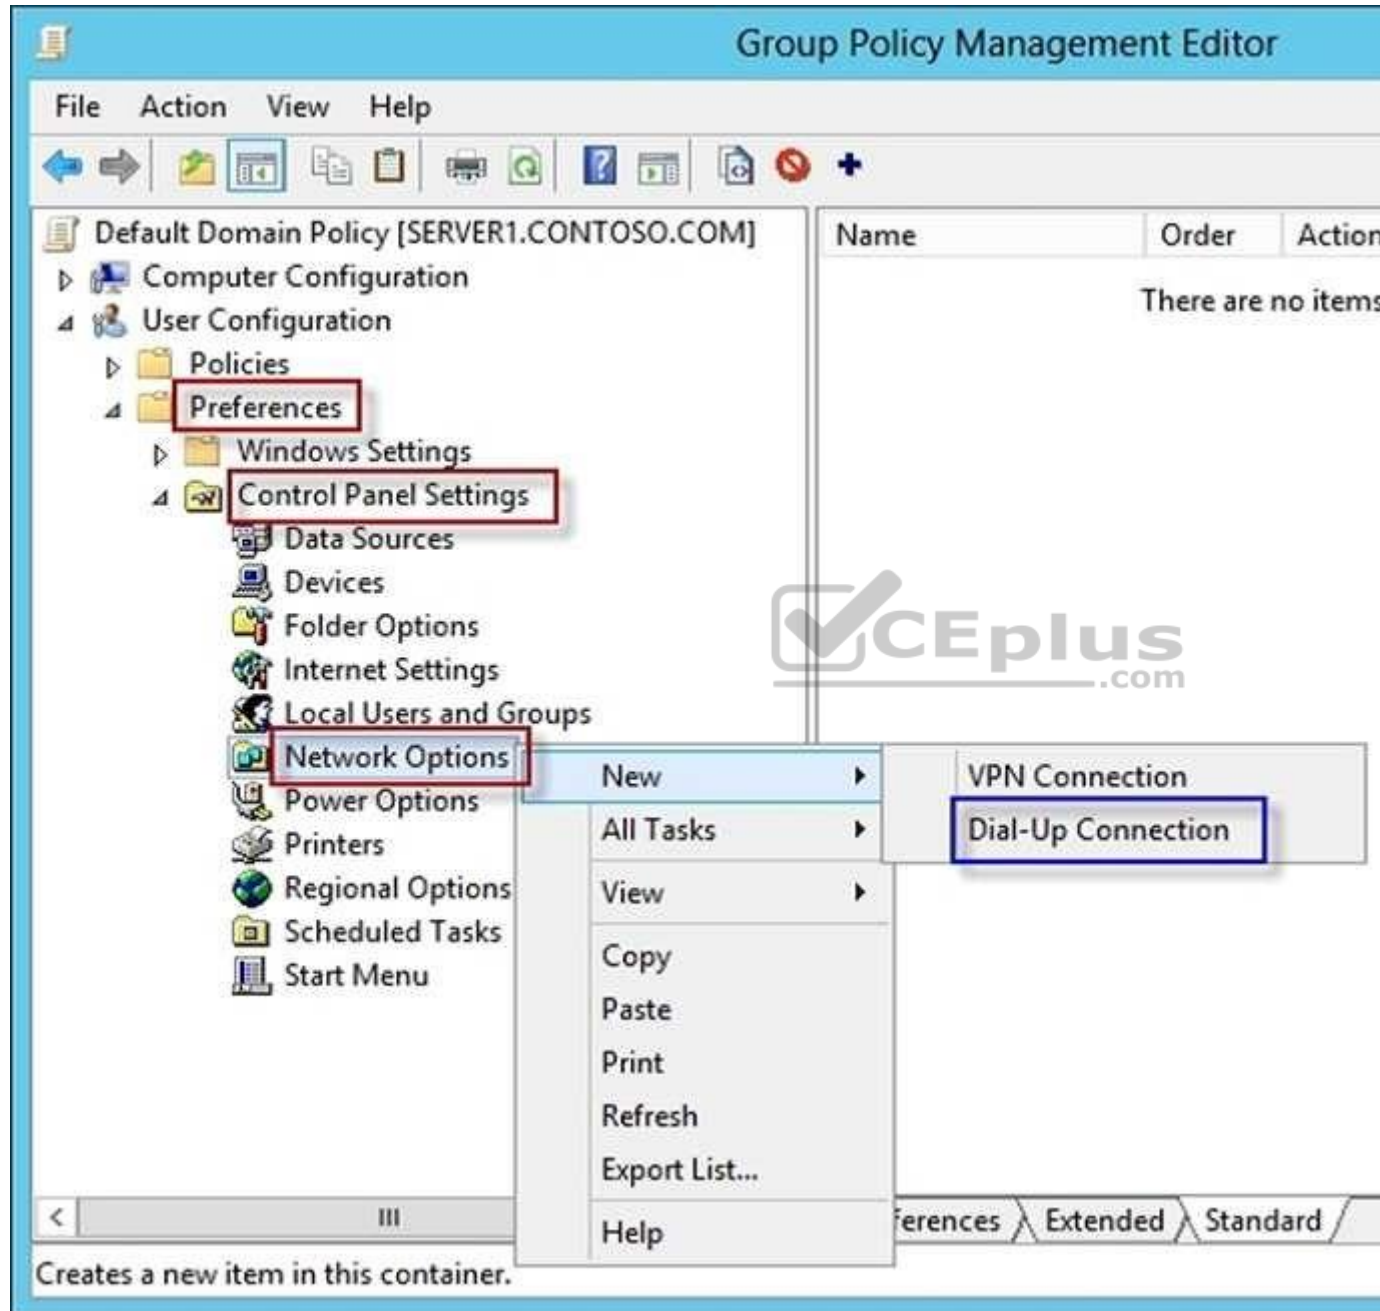 Group Policy Management Editor
File Action View Help
Default Domain Policy [SERVER1.CONTOSO.COM]
Computer Configuration
User Configuration
Policies
Preferences
Windows Settings
Control Panel Settings
Data Sources
Devices
Folder Options
Internet Settings
Local Users and Groups
Network Options
Power Options
Printers
Regional Options
Scheduled Tasks
Start Menu
Name Order Action
There are no items
CEplus
.com
New
All Tasks
View
Copy
Paste
Print
Refresh
Export List...
Help
VPN Connection
Dial-Up Connection
ferences Extended Standard
Creates a new item in this container.